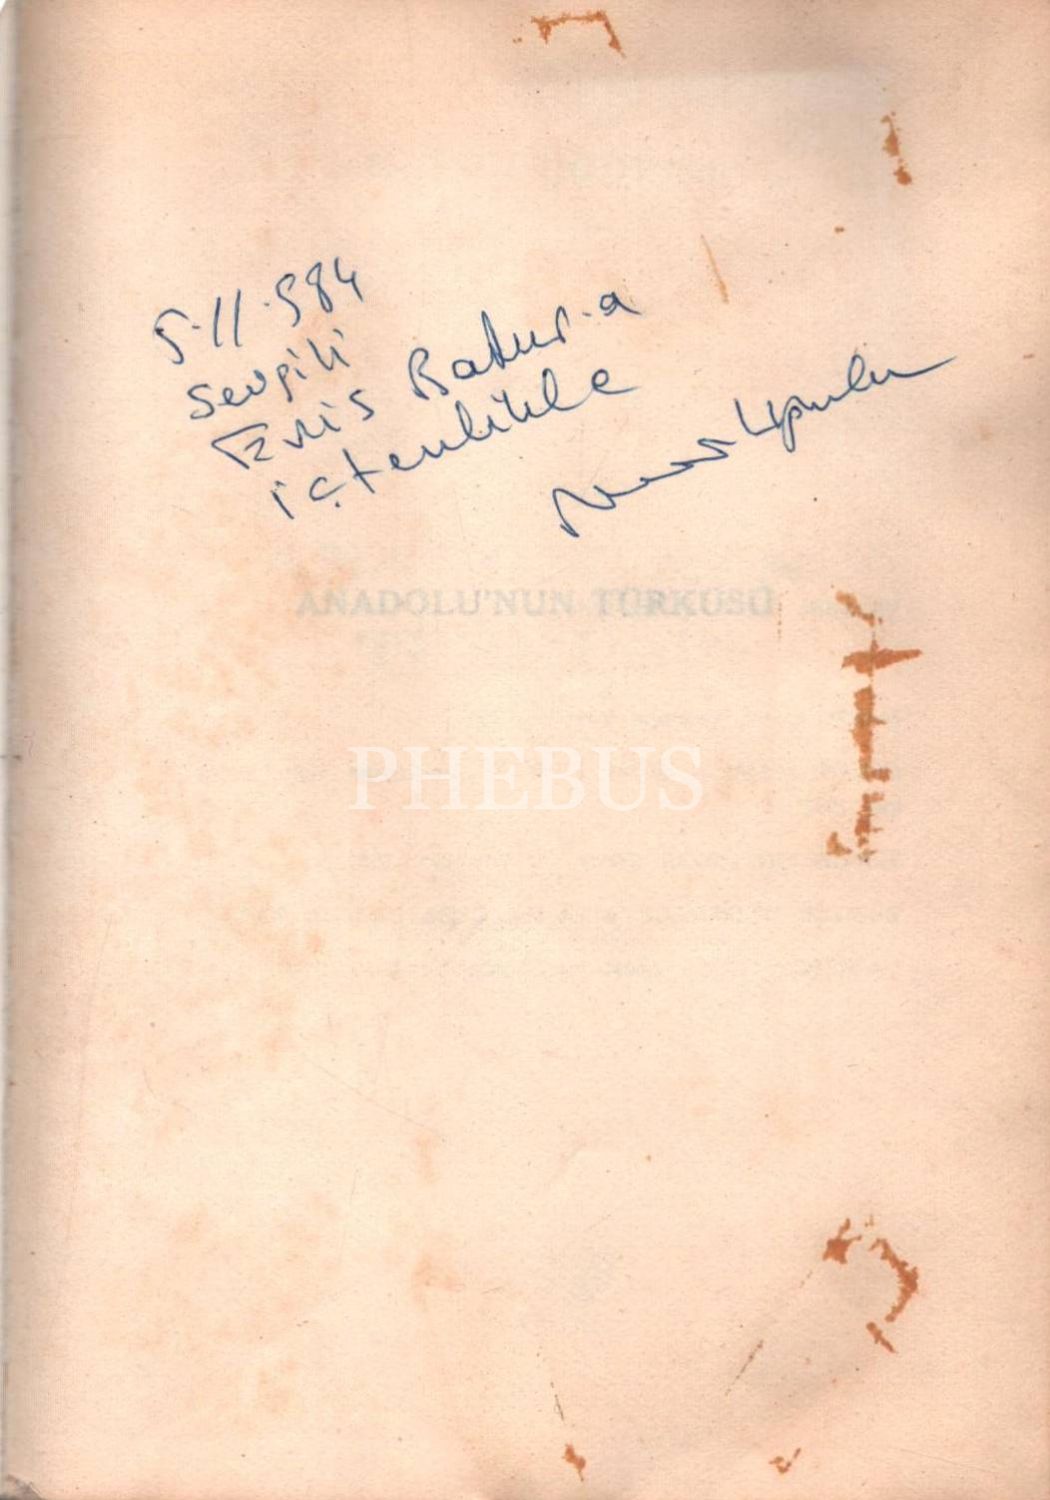 5.11.984
Sevgili
Enis Batur'a
içtenlikle
ANADOLU'NUN TÜRKÜSÜ
PHEBUS